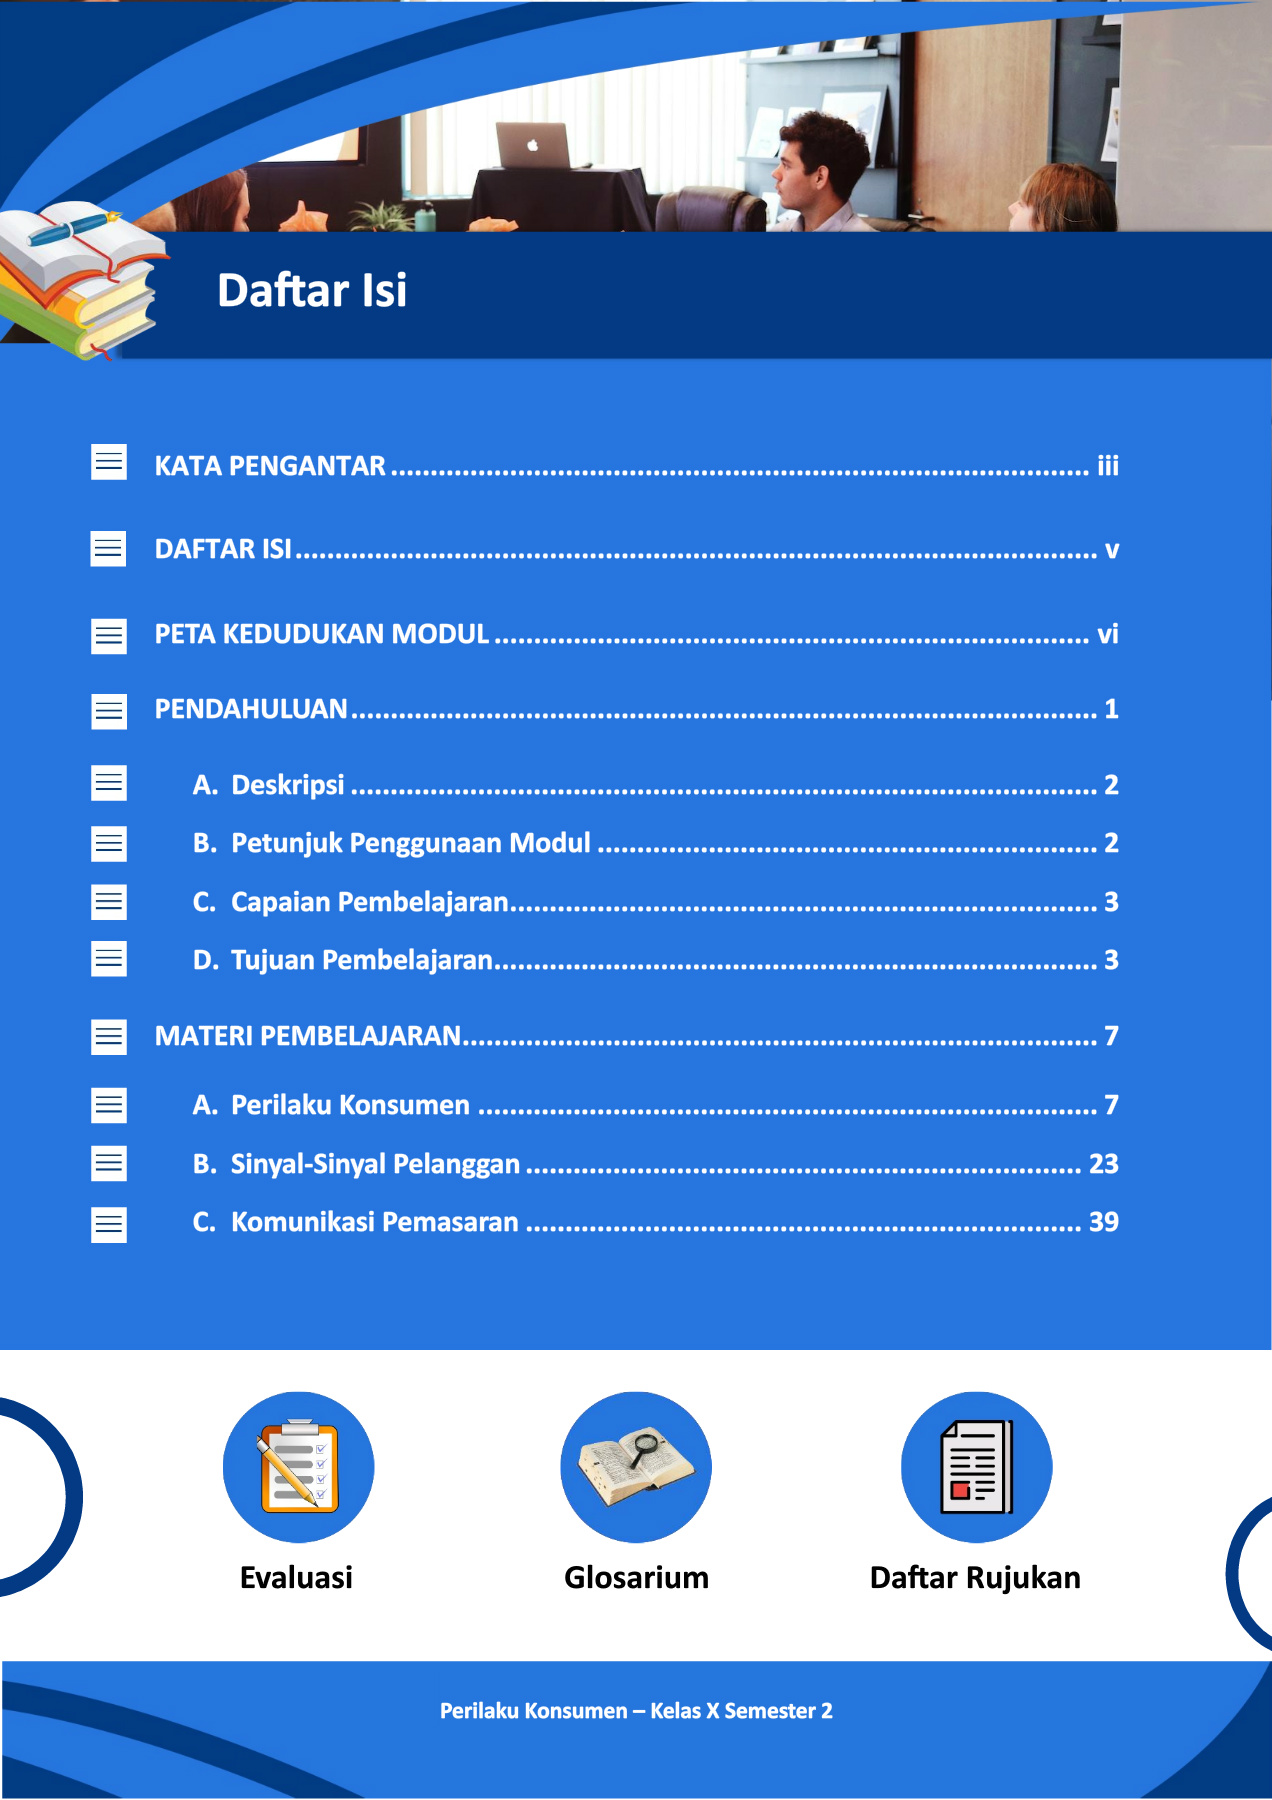 Daftar Isi
KATA PENGANTAR ........................................................................................ iii
DAFTAR ISI ..................................................................................................... v
PETA KEDUDUKAN MODUL ........................................................................... vi
PENDAHULUAN .............................................................................................. 1
A. Deskripsi .............................................................................................. 2
B. Petunjuk Penggunaan Modul ............................................................... 2
C. Capaian Pembelajaran.......................................................................... 3
D. Tujuan Pembelajaran............................................................................ 3
MATERI PEMBELAJARAN................................................................................ 7
A. Perilaku Konsumen .............................................................................. 7
B. Sinyal-Sinyal Pelanggan ...................................................................... 23
C. Komunikasi Pemasaran ...................................................................... 39
Evaluasi
Glosarium
Daftar Rujukan
Perilaku Konsumen – Kelas X Semester 2